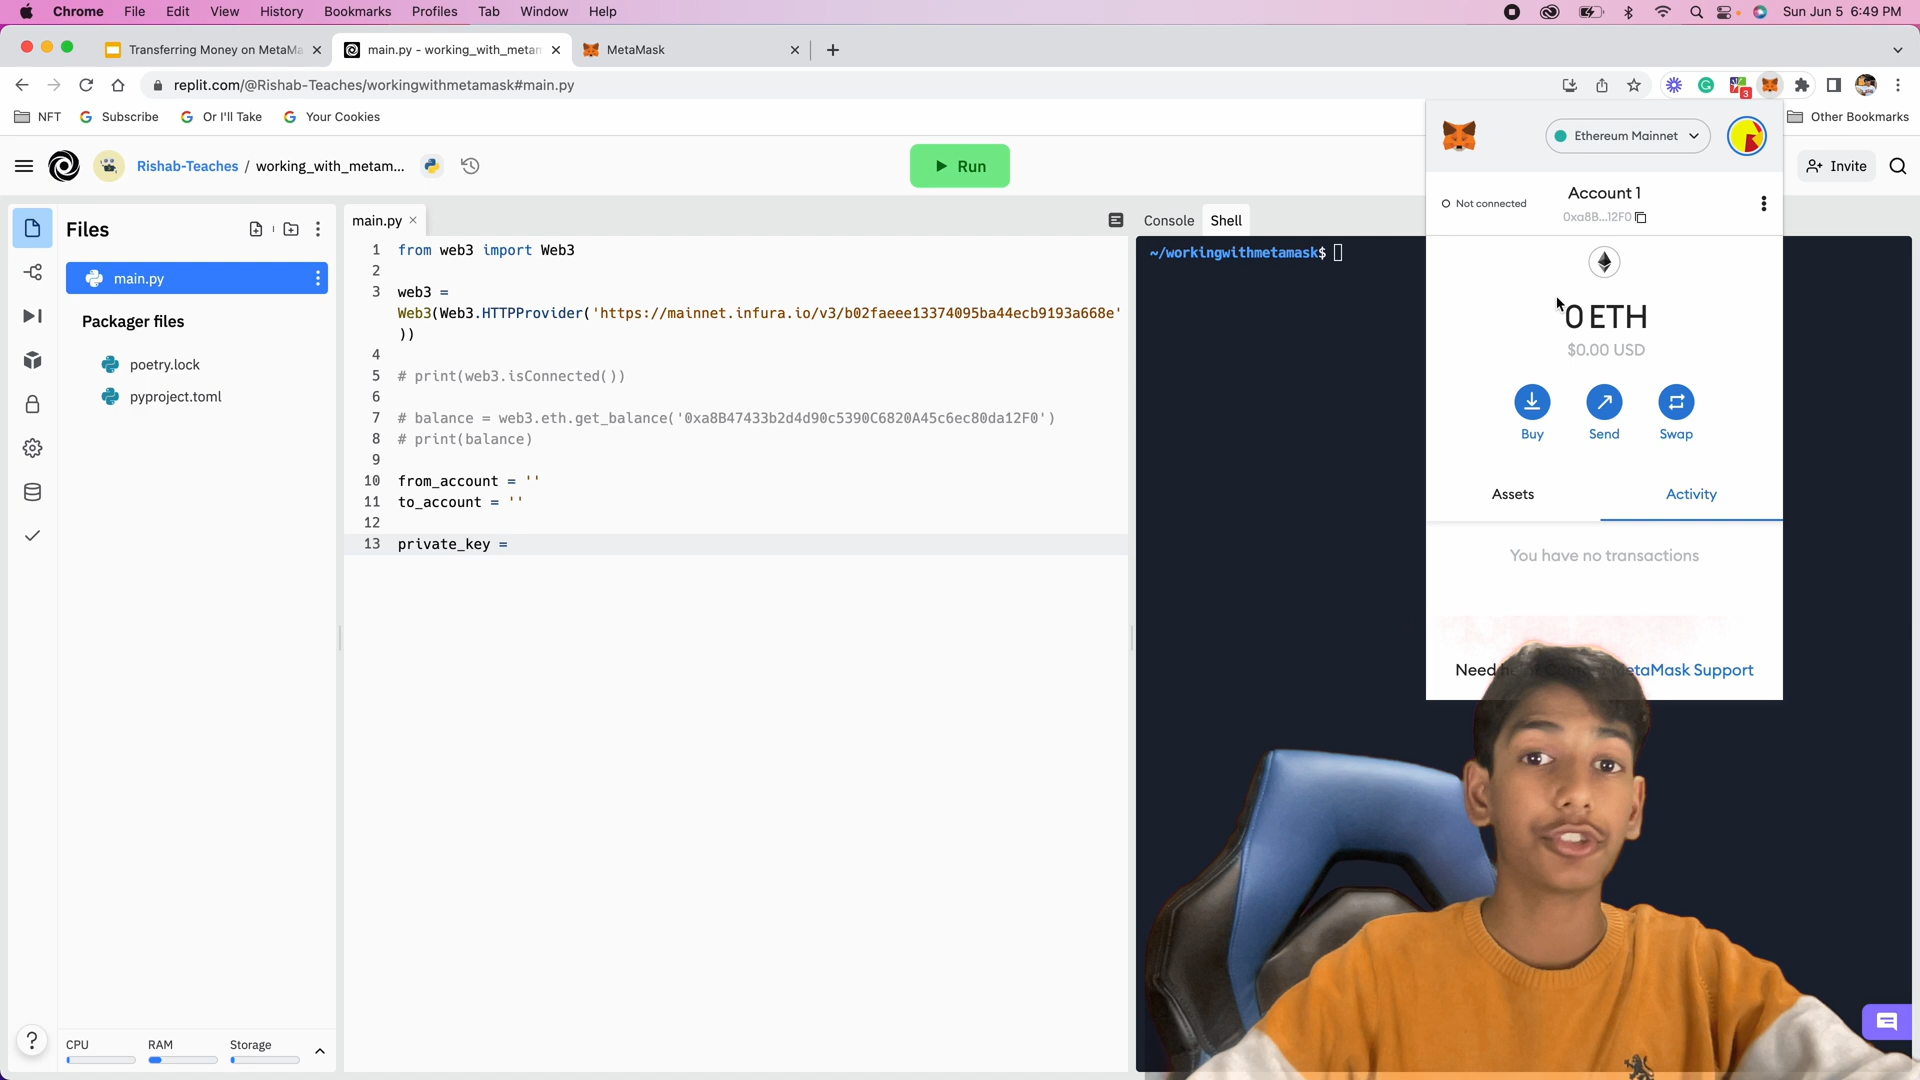 Chrome File Edit View History Bookmarks Profiles Tab Window Help Sun Jun 5 6:49 PM
Transferring Money on MetaMa main.py - working_with_metam MetaMask
replit.com/@Rishab-Teaches/workingwithmetamask#main.py 3
NFT Subscribe Or I'll Take Your Cookies Other Bookmarks
Rishab-Teaches / working_with_metam... Run Invite
Files
main.py
Packager files
poetry.lock
pyproject.toml
CPU RAM Storage
?
main.py
1 from web3 import Web3
2
3 web3 =
Web3(Web3.HTTPProvider('https://mainnet.infura.io/v3/b02faeee13374095ba44ecb9193a668e'
))
4
5 # print(web3.isConnected())
6
7 # balance = web3.eth.get_balance('0xa8B47433b2d4d90c5390C6820A45c6ec80da12F0')
8 # print(balance)
9
10 from_account = ''
11 to_account = ''
12
13 private_key =
Console Shell
~/workingwithmetamask$
Ethereum Mainnet
Account 1
Not connected
0xa8B...12F0
0 ETH
$0.00 USD
Buy Send Swap
Assets Activity
You have no transactions
Need etaMask Support